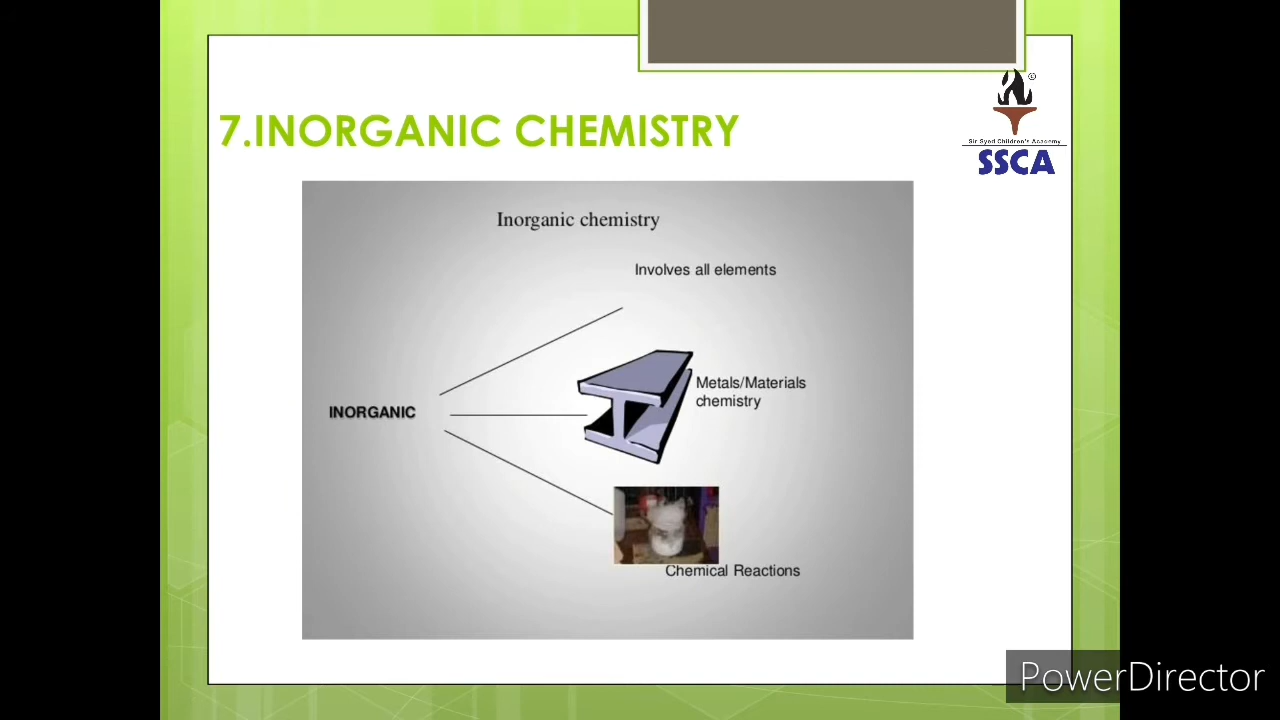 7.INORGANIC CHEMISTRY
©
Sir Syed Children's Academy
SSCA
Inorganic chemistry
Involves all elements
Metals/Materials
chemistry
INORGANIC
Chemical Reactions
PowerDirector